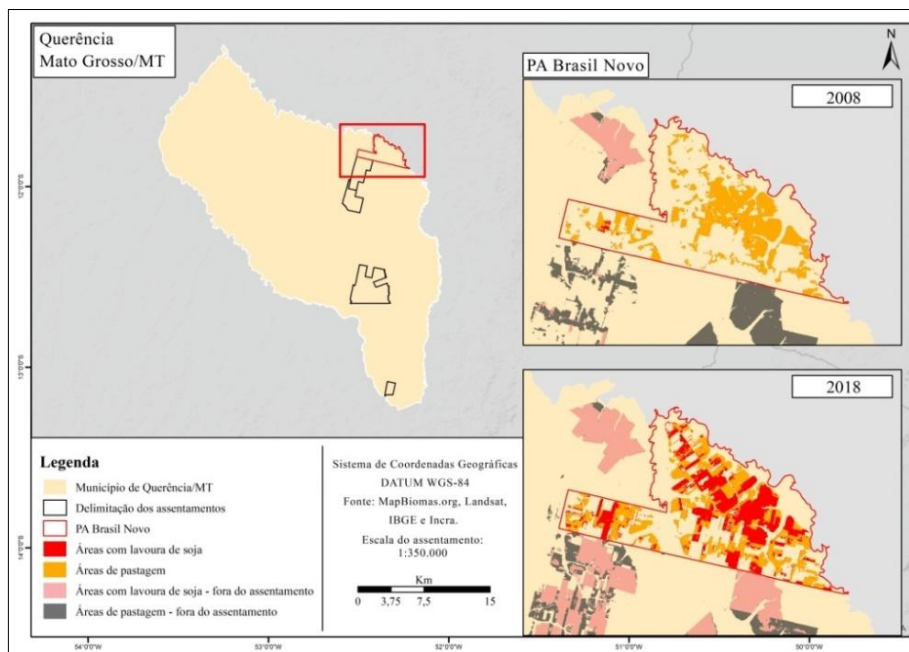 Querência
Mato Grosso/MT
PA Brasil Novo
N
2008
2018
12°0'0"S
13°0'0"S
14°0'0"S
Legenda
Município de Querência/MT
Delimitação dos assentamentos
PA Brasil Novo
Áreas com lavoura de soja
Áreas de pastagem
Áreas com lavoura de soja - fora do assentamento
Áreas de pastagem - fora do assentamento
Sistema de Coordenadas Geográficas
DATUM WGS-84
Fonte: MapBiomas.org, Landsat,
IBGE e Incra.
Escala do assentamento:
1:350.000
Km
0 3,75 7,5 15
54°0'0"W 53°0'0"W 52°0'0"W 51°0'0"W 50°0'0"W